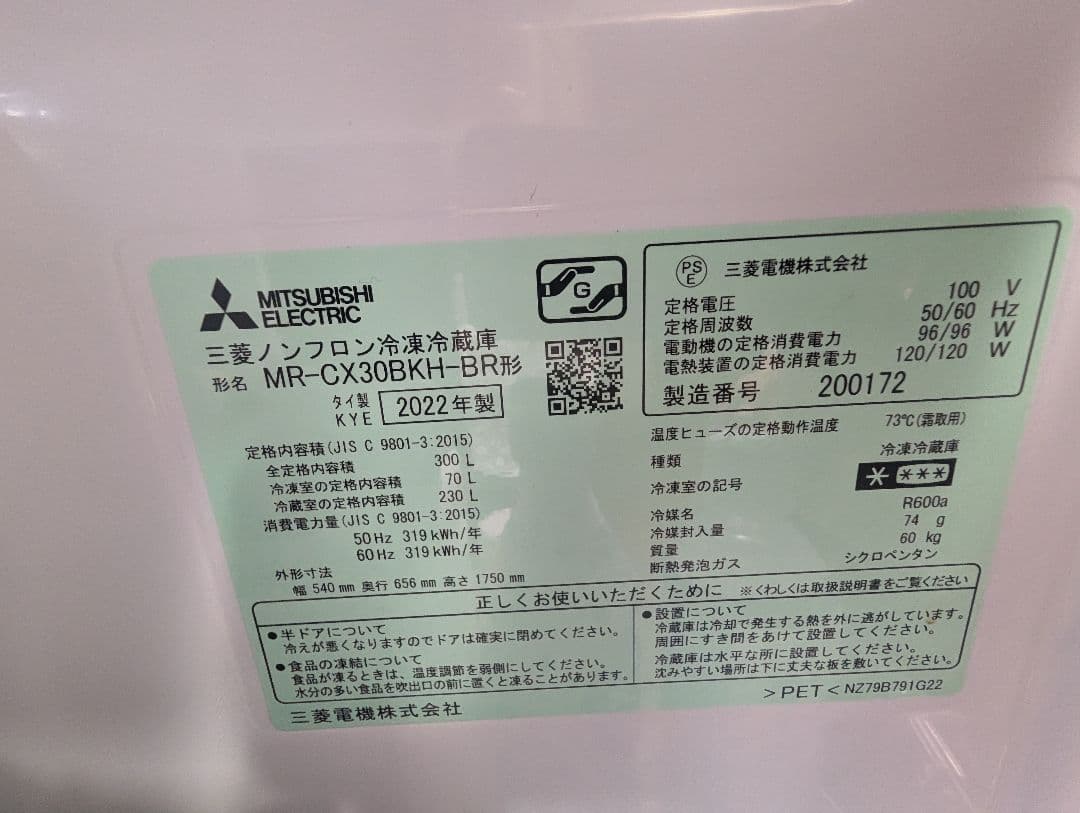 MITSUBISHI
ELECTRIC
三菱ノンフロン冷凍冷蔵庫
形名 MR-CX30BKH-BR形
タイ製
KYE 2022年製
G
PS
E
三菱電機株式会社
定格電圧 100 V
定格周波数 50/60 Hz
電動機の定格消費電力 96/96 W
電熱装置の定格消費電力 120/120 W
製造番号 200172
定格内容積(JIS C 9801-3:2015)
全定格内容積 300 L
冷凍室の定格内容積 70 L
冷蔵室の定格内容積 230 L
消費電力量(JIS C 9801-3:2015)
50Hz 319 kWh/年
60Hz 319 kWh/年
外形寸法
幅 540 mm 奥行 656 mm 高さ 1750 mm
温度ヒューズの定格動作温度 73℃(霜取用)
種類 冷凍冷蔵庫
冷凍室の記号 * ***
冷媒名 R600a
冷媒封入量 74 g
質量 60 kg
断熱発泡ガス シクロペンタン
正しくお使いいただくために ※くわしくは取扱説明書をご覧ください
●半ドアについて
冷えが悪くなりますのでドアは確実に閉めてください。
●食品の凍結について
食品が凍るときは、温度調節を弱側にしてください。
水分の多い食品を吹出口の前に置くと凍ることがあります。
●設置について
冷蔵庫は冷却で発生する熱を外に逃がしています。
周囲にすき間をあけて設置してください。
冷蔵庫は水平な所に設置してください。
沈みやすい場所は下に丈夫な板を敷いてください。
三菱電機株式会社
>PET< NZ79B791G22